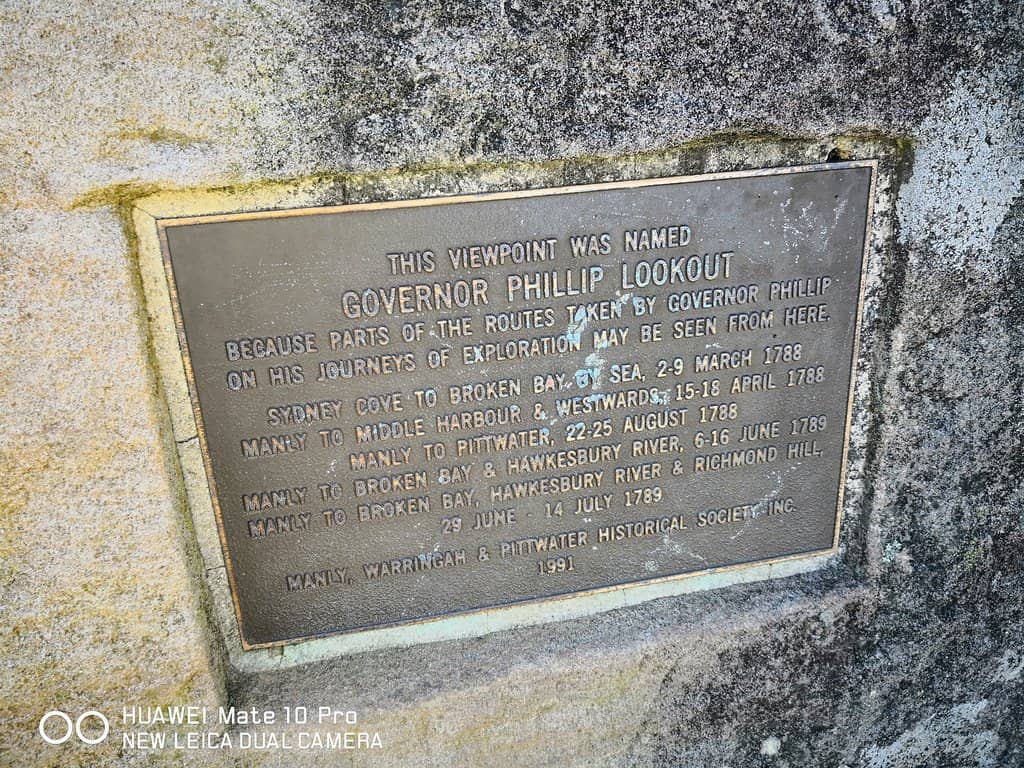 THIS VIEWPOINT WAS NAMED
GOVERNOR PHILLIP LOOKOUT
BECAUSE PARTS OF THE ROUTES TAKEN BY GOVERNOR PHILLIP
ON HIS JOURNEYS OF EXPLORATION MAY BE SEEN FROM HERE.
SYDNEY COVE TO BROKEN BAY BY SEA, 2-9 MARCH 1788
MANLY TO MIDDLE HARBOUR & WESTWARDS, 15-18 APRIL 1788
MANLY TO PITTWATER, 22-25 AUGUST 1788
MANLY TO BROKEN BAY & HAWKESBURY RIVER, 6-16 JUNE 1789
MANLY TO BROKEN BAY, HAWKESBURY RIVER & RICHMOND HILL,
29 JUNE - 14 JULY 1789
MANLY, WARRINGAH & PITTWATER HISTORICAL SOCIETY INC.
1991
HUAWEI Mate 10 Pro
NEW LEICA DUAL CAMERA